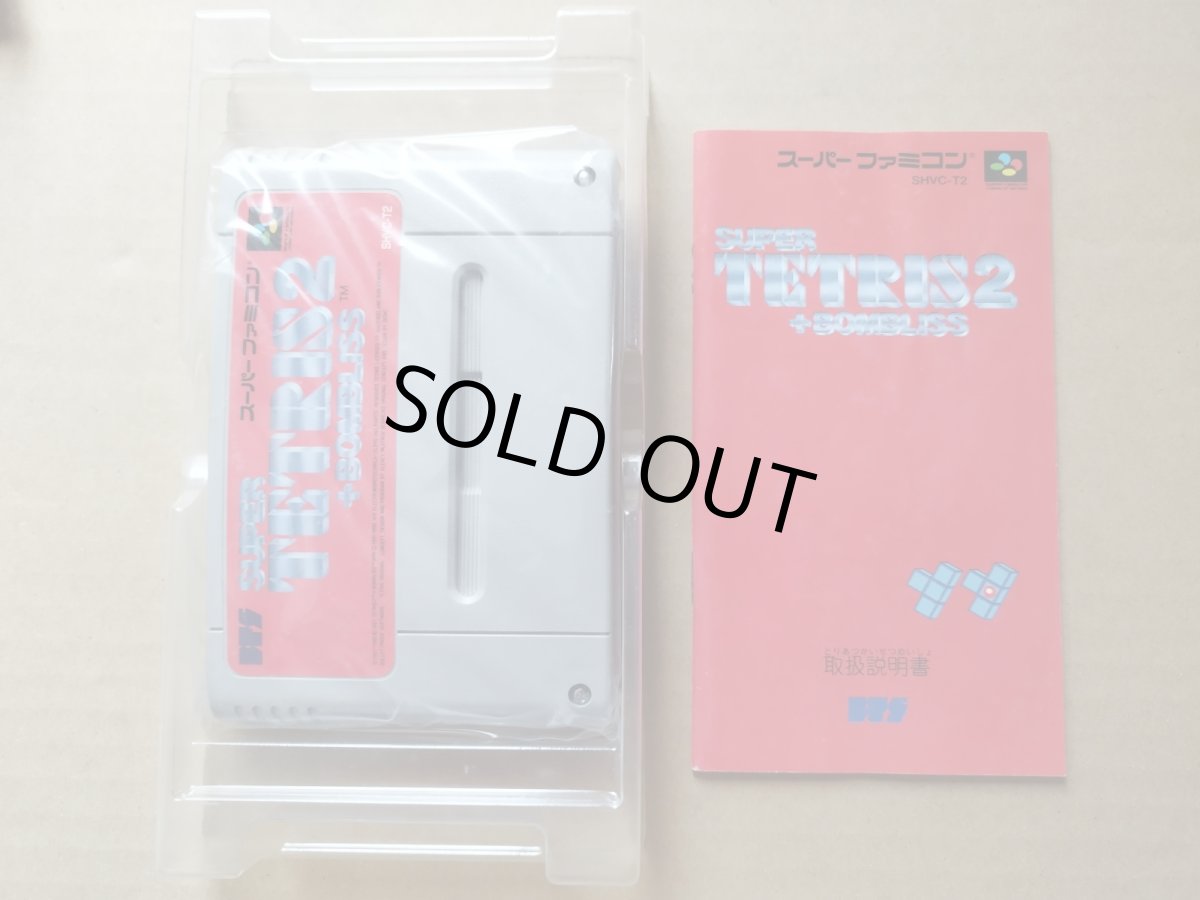 スーパーファミコン
SHVC-T2
SUPER
TETRIS2
+BOMBLISS™
BPS
SOLD OUT
スーパーファミコン®
SHVC-T2
SUPER
TETRIS2
+BOMBLISS
とりあつかいせつめいしょ
取扱説明書
BPS